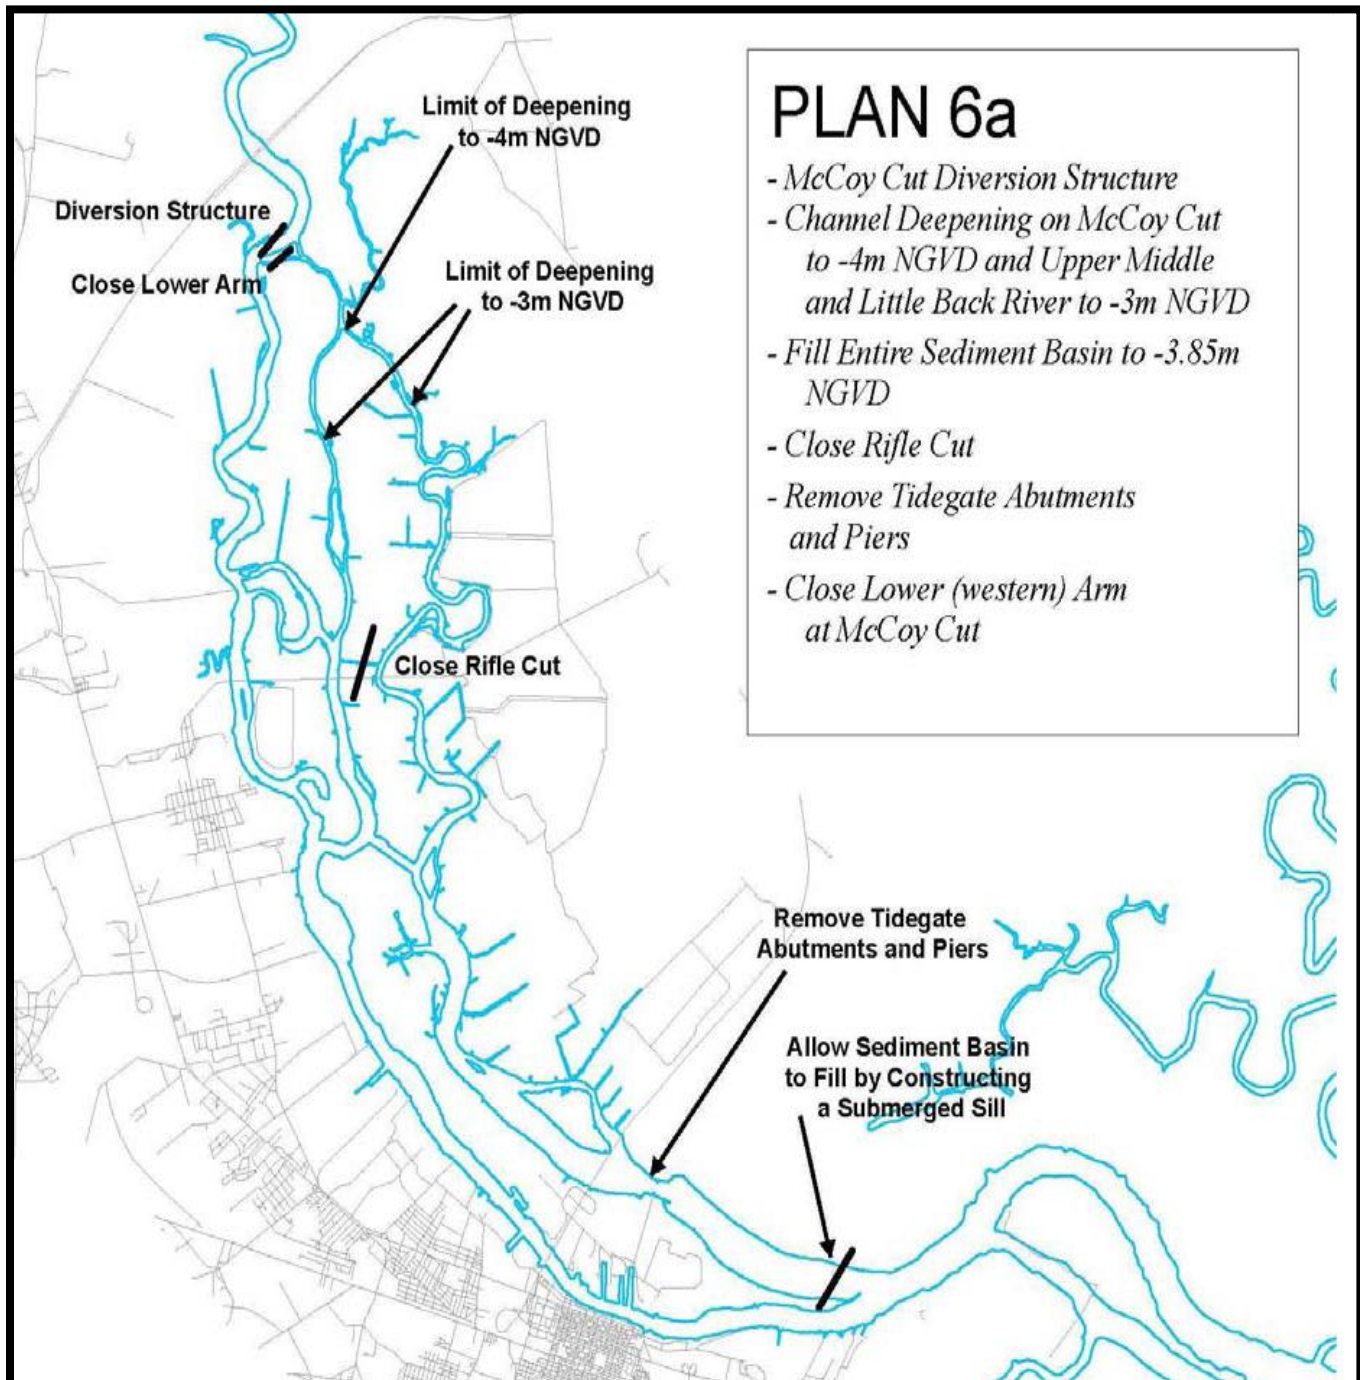 Limit of Deepening
to -4m NGVD
Diversion Structure
Close Lower Arm
Limit of Deepening
to -3m NGVD
Close Rifle Cut
PLAN 6a
- McCoy Cut Diversion Structure
- Channel Deepening on McCoy Cut
to -4m NGVD and Upper Middle
and Little Back River to -3m NGVD
- Fill Entire Sediment Basin to -3.85m
NGVD
- Close Rifle Cut
- Remove Tidegate Abutments
and Piers
- Close Lower (western) Arm
at McCoy Cut
Remove Tidegate
Abutments and Piers
Allow Sediment Basin
to Fill by Constructing
a Submerged Sill